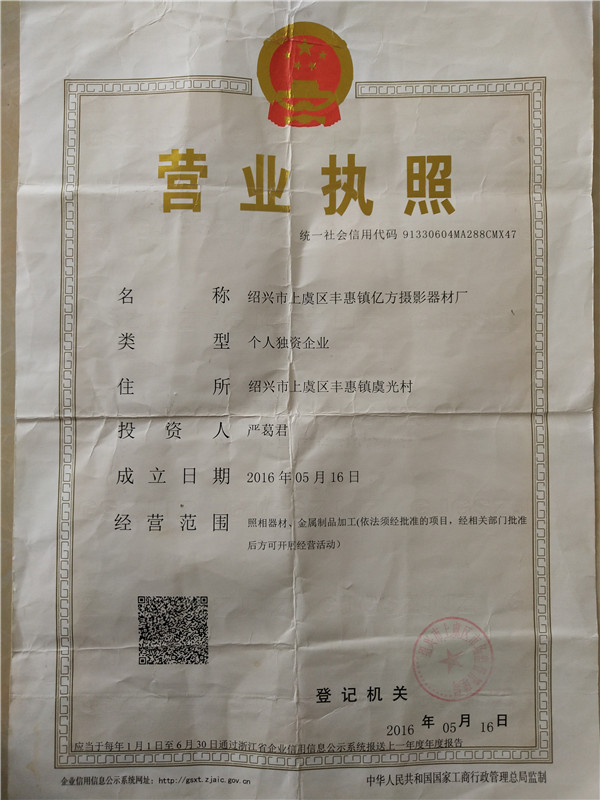 营业执照
统一社会信用代码 91330604MA288CMX47
名称 绍兴市上虞区丰惠镇亿方摄影器材厂
类型 个人独资企业
住所 绍兴市上虞区丰惠镇虞光村
投资人 严葛君
成立日期 2016年05月16日
经营范围 照相器材、金属制品加工(依法须经批准的项目，经相关部门批准
后方可开展经营活动)
登记机关
2016 年 05 月 16 日
应当于每年1月1日至6月30日通过浙江省企业信用信息公示系统报送上一年度年度报告
企业信用信息公示系统网址：http://gsxt.zjaic.gov.cn
中华人民共和国国家工商行政管理总局监制